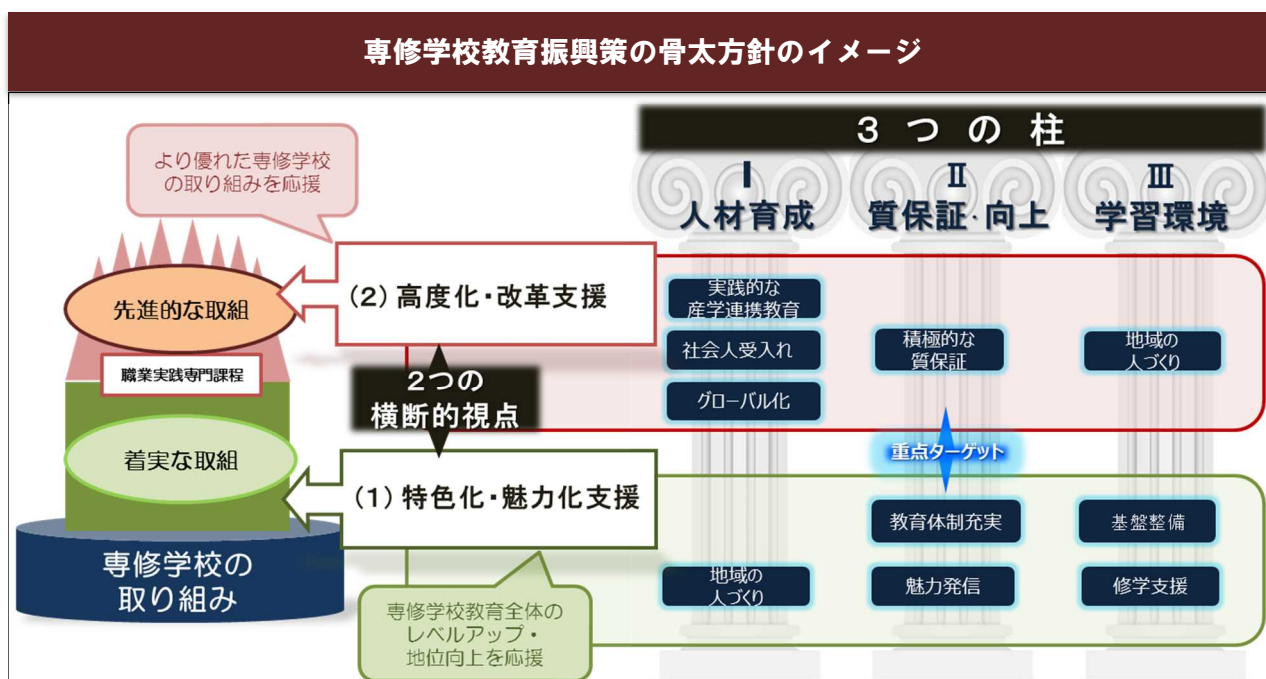 専修学校教育振興策の骨太方針のイメージ
3つの柱
Ⅰ
人材育成
Ⅱ
質保証・向上
Ⅲ
学習環境
より優れた専修学校
の取り組みを応援
(2)高度化・改革支援
先進的な取組
職業実践専門課程
2つの
横断的視点
着実な取組
(1)特色化・魅力化支援
専修学校の
取り組み
専修学校教育全体の
レベルアップ・
地位向上を応援
実践的な
産学連携教育
社会人受入れ
グローバル化
積極的な
質保証
地域の
人づくり
重点ターゲット
地域の
人づくり
教育体制充実
魅力発信
基盤整備
修学支援